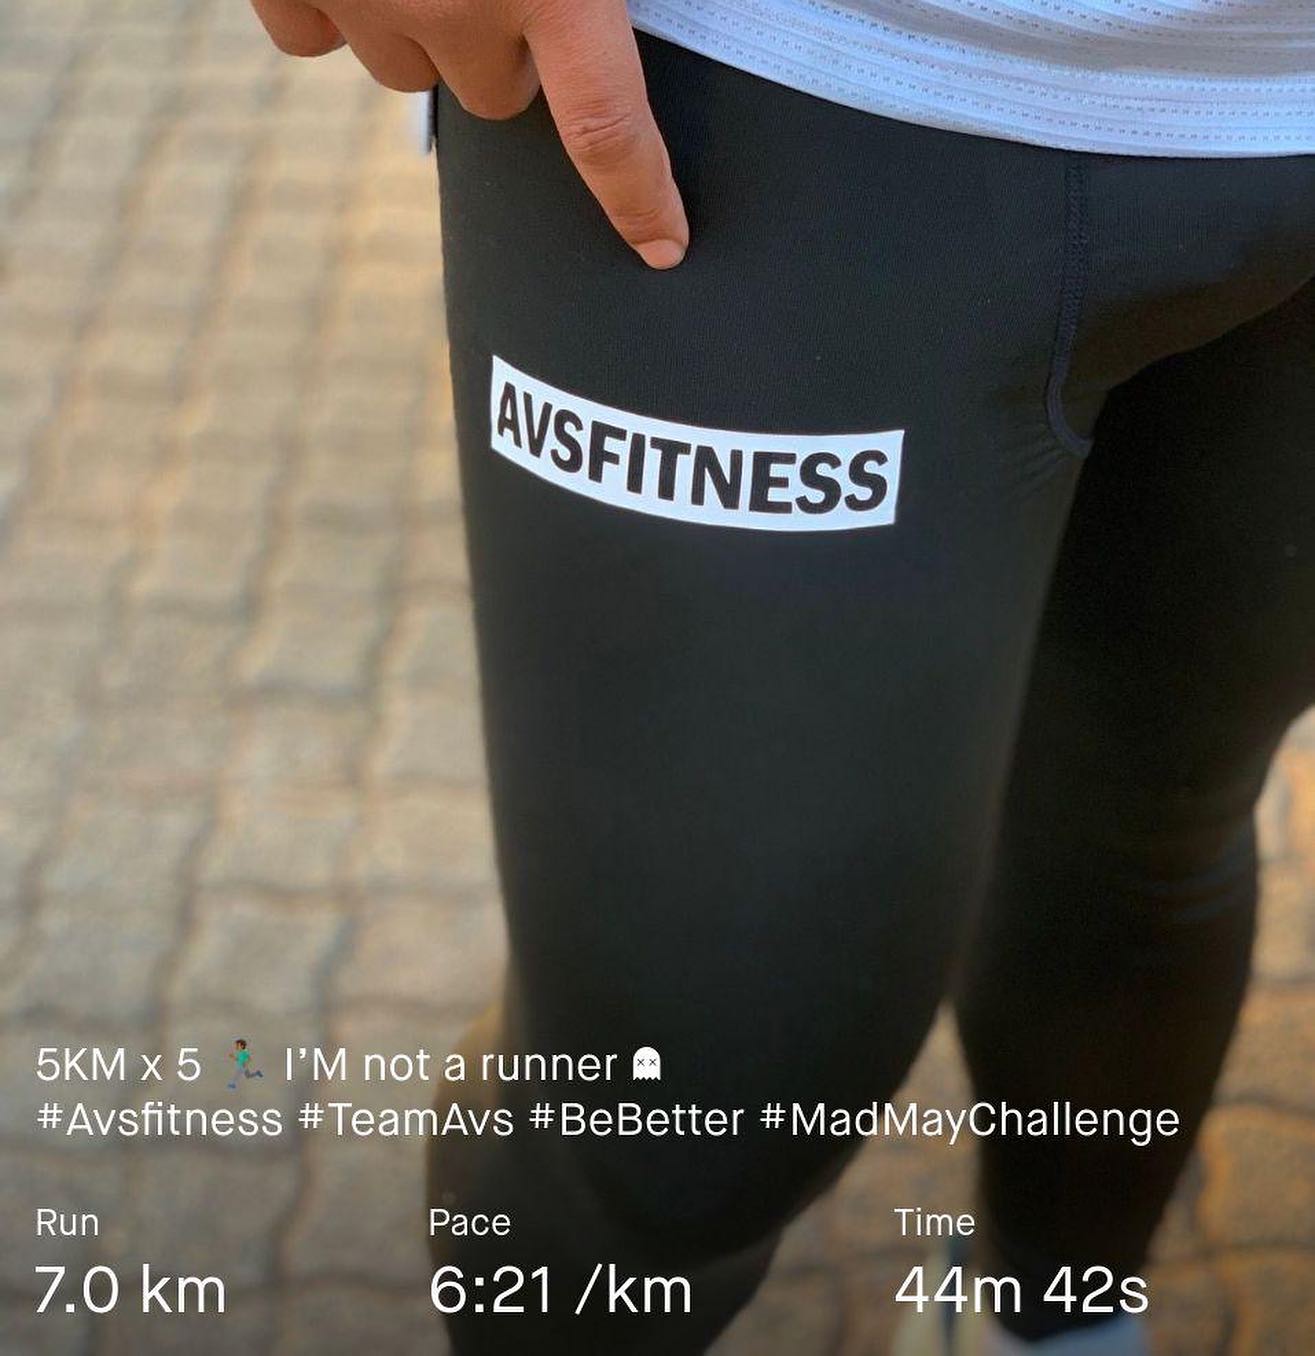 AVSFITNESS
5KM x 5 🏃🏾‍♂️ I'M not a runner 👻
#Avsfitness #TeamAvs #BeBetter #MadMayChallenge
Run
Pace
Time
7.0 km
6:21 /km
44m 42s